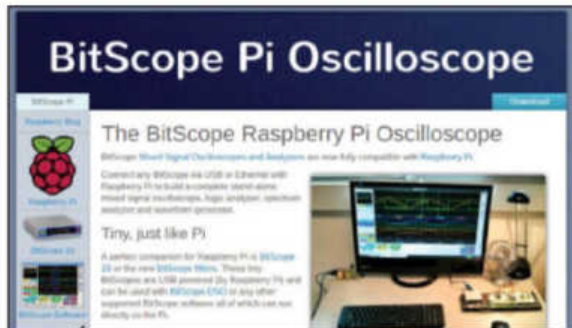 BitScope Pi Oscilloscope
BitScope Pi
Download
Raspberry Blog
Raspberry Pi
BitScope 10
BitScope Software
The BitScope Raspberry Pi Oscilloscope
BitScope Mixed Signal Oscilloscopes and Analyzers are now fully compatible with Raspberry Pi.
Connect any BitScope via USB or Ethernet with
Raspberry Pi to build a complete stand-alone
mixed signal oscilloscope, logic analyzer, spectrum
analyzer and waveform generator.
Tiny, just like Pi
A perfect companion for Raspberry Pi is BitScope
10 or the new BitScope Micro. These tiny
BitScopes are USB powered (by Raspberry Pi) and
can be used with BitScope DSO or any other
supported BitScope software all of which can run
directly on the Pi.